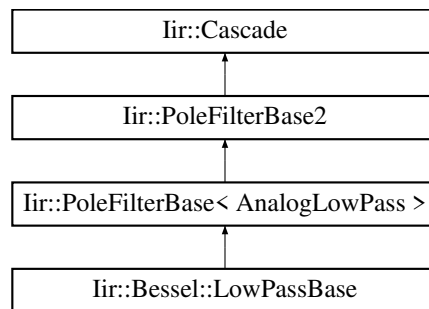 Iir::Cascade
Iir::PoleFilterBase2
Iir::PoleFilterBase< AnalogLowPass >
Iir::Bessel::LowPassBase